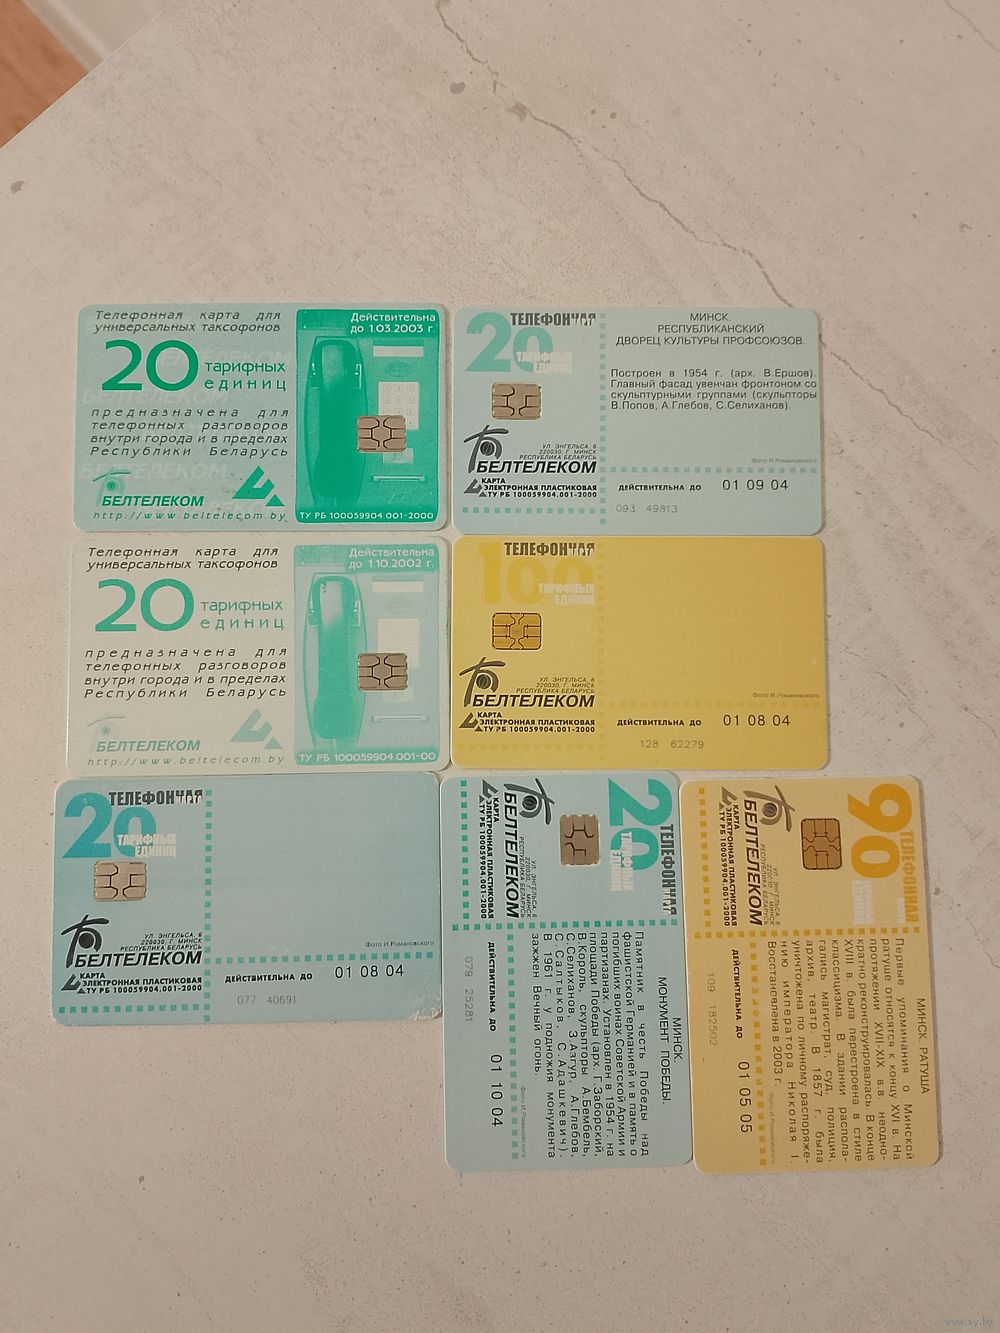 Телефонная карта для
универсальных таксофонов
20 тарифных
единиц
предназначена для
телефонных разговоров
внутри города и в пределах
Республики Беларусь
БЕЛТЕЛЕКОМ
http://www.beltelecom.by
Действительна
до 1.03.2003 г.
ТУ РБ 100059904.001-2000
20 ТЕЛЕФОННАЯ
КАРТА
ТАРИФНЫХ
ЕДИНИЦ
УЛ. ЭНГЕЛЬСА, 6
220030, Г. МИНСК
РЕСПУБЛИКА БЕЛАРУСЬ
БЕЛТЕЛЕКОМ
КАРТА
ЭЛЕКТРОННАЯ ПЛАСТИКОВАЯ
ТУ РБ 100059904.001-2000
МИНСК.
РЕСПУБЛИКАНСКИЙ
ДВОРЕЦ КУЛЬТУРЫ ПРОФСОЮЗОВ.
Построен в 1954 г. (арх. В.Ершов).
Главный фасад увенчан фронтоном со
скульптурными группами (скульпторы
В.Попов, А.Глебов, С.Селиханов).
Фото И.Романовского
ДЕЙСТВИТЕЛЬНА ДО 01 09 04
093 49813
Телефонная карта для
универсальных таксофонов
20 тарифных
единиц
предназначена для
телефонных разговоров
внутри города и в пределах
Республики Беларусь
БЕЛТЕЛЕКОМ
http://www.beltelecom.by
Действительна
до 1.10.2002 г.
ТУ РБ 100059904.001-00
100 ТЕЛЕФОННАЯ
КАРТА
ТАРИФНЫХ
ЕДИНИЦ
УЛ. ЭНГЕЛЬСА, 6
220030, Г. МИНСК
РЕСПУБЛИКА БЕЛАРУСЬ
БЕЛТЕЛЕКОМ
КАРТА
ЭЛЕКТРОННАЯ ПЛАСТИКОВАЯ
ТУ РБ 100059904.001-2000
Фото И.Романовского
ДЕЙСТВИТЕЛЬНА ДО 01 08 04
128 62279
20 ТЕЛЕФОННАЯ
КАРТА
ТАРИФНЫХ
ЕДИНИЦ
УЛ. ЭНГЕЛЬСА, 6
220030, Г. МИНСК
РЕСПУБЛИКА БЕЛАРУСЬ
БЕЛТЕЛЕКОМ
КАРТА
ЭЛЕКТРОННАЯ ПЛАСТИКОВАЯ
ТУ РБ 100059904.001-2000
Фото И.Романовского
ДЕЙСТВИТЕЛЬНА ДО 01 08 04
077 40691
20 ТЕЛЕФОННАЯ
КАРТА
ТАРИФНЫХ
ЕДИНИЦ
УЛ. ЭНГЕЛЬСА, 6
220030, Г. МИНСК
РЕСПУБЛИКА БЕЛАРУСЬ
БЕЛТЕЛЕКОМ
КАРТА
ЭЛЕКТРОННАЯ ПЛАСТИКОВАЯ
ТУ РБ 100059904.001-2000
МИНСК.
МОНУМЕНТ ПОБЕДЫ.
Памятник в честь Победы над
фашистской Германией и в память о
погибших воинах Советской Армии и
партизанах. Установлен в 1954 г. на
площади Победы (арх. Г. Заборский,
В.Король, скульпторы А.Бембель,
С.Селиханов, З.Азгур, А.Глебов,
С.Салтыков, С.Адашкевич).
В 1961 г. у подножия монумента
зажжен Вечный огонь.
Фото И.Романовского
ДЕЙСТВИТЕЛЬНА ДО 01 10 04
079 25281
90 ТЕЛЕФОННАЯ
УЛ. ЭНГЕЛЬСА, 6
220030, Г. МИНСК
РЕСПУБЛИКА БЕЛАРУСЬ
БЕЛТЕЛЕКОМ
КАРТА
ЭЛЕКТРОННАЯ ПЛАСТИКОВАЯ
ТУ РБ 100059904.001-2000
МИНСК. РАТУША
Первые упоминания о Минской
ратуше относятся к концу XVI в. На
протяжении XVII-XIX в.в. неодно-
кратно реконструировалась. В конце
XVIII в. была перестроена в стиле
классицизма. В здании распола-
гались магистрат, суд, полиция,
архив, театр. В 1857 г. была
уничтожена по личному распоряже-
нию императора Николая I.
Восстановлена в 2003 г.
Фото И.Романовского
ДЕЙСТВИТЕЛЬНА ДО 01 05 05
109 182502
www.ay.by